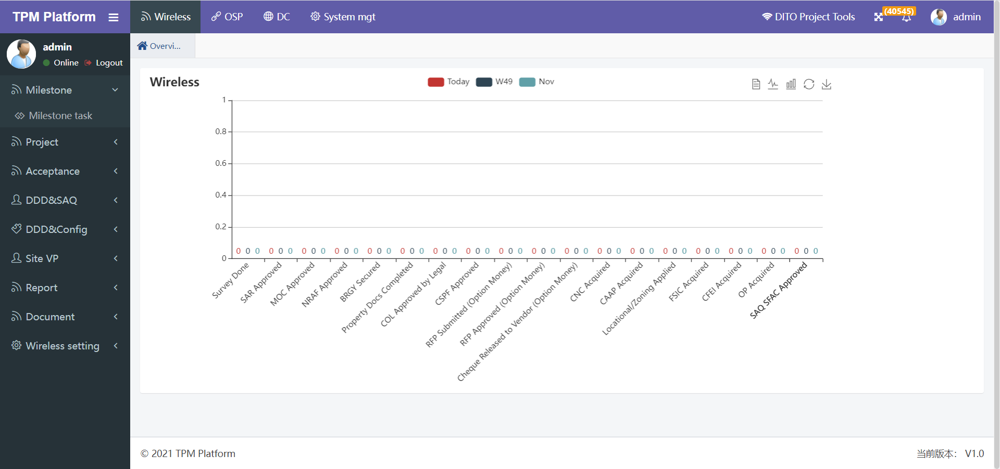 TPM Platform
Wireless
OSP
DC
System mgt
DITO Project Tools
(40545)
admin
admin
Online
Logout
Milestone
Milestone task
Project
Acceptance
DDD&SAQ
DDD&Config
Site VP
Report
Document
Wireless setting
Overvi...
Wireless
Today
W49
Nov
1
0.8
0.6
0.4
0.2
0
0 0 0 0 0 0 0 0 0 0 0 0 0 0 0 0 0 0 0 0 0 0 0 0 0 0 0 0 0 0 0 0 0 0 0 0 0 0 0 0 0 0 0 0 0 0 0 0 0 0 0 0 0 0
Survey Done
SAR Approved
MOC Approved
NRAF Approved
BRGY Secured
Property Docs Completed
COL Approved by Legal
CSPF Approved
RFP Submitted (Option Money)
RFP Approved (Option Money)
Cheque Released to Vendor (Option Money)
CNC Acquired
CAAP Acquired
Locational/Zoning Applied
FSIC Acquired
CFEI Acquired
OP Acquired
SAQ SFAC Approved
© 2021 TPM Platform
当前版本： V1.0